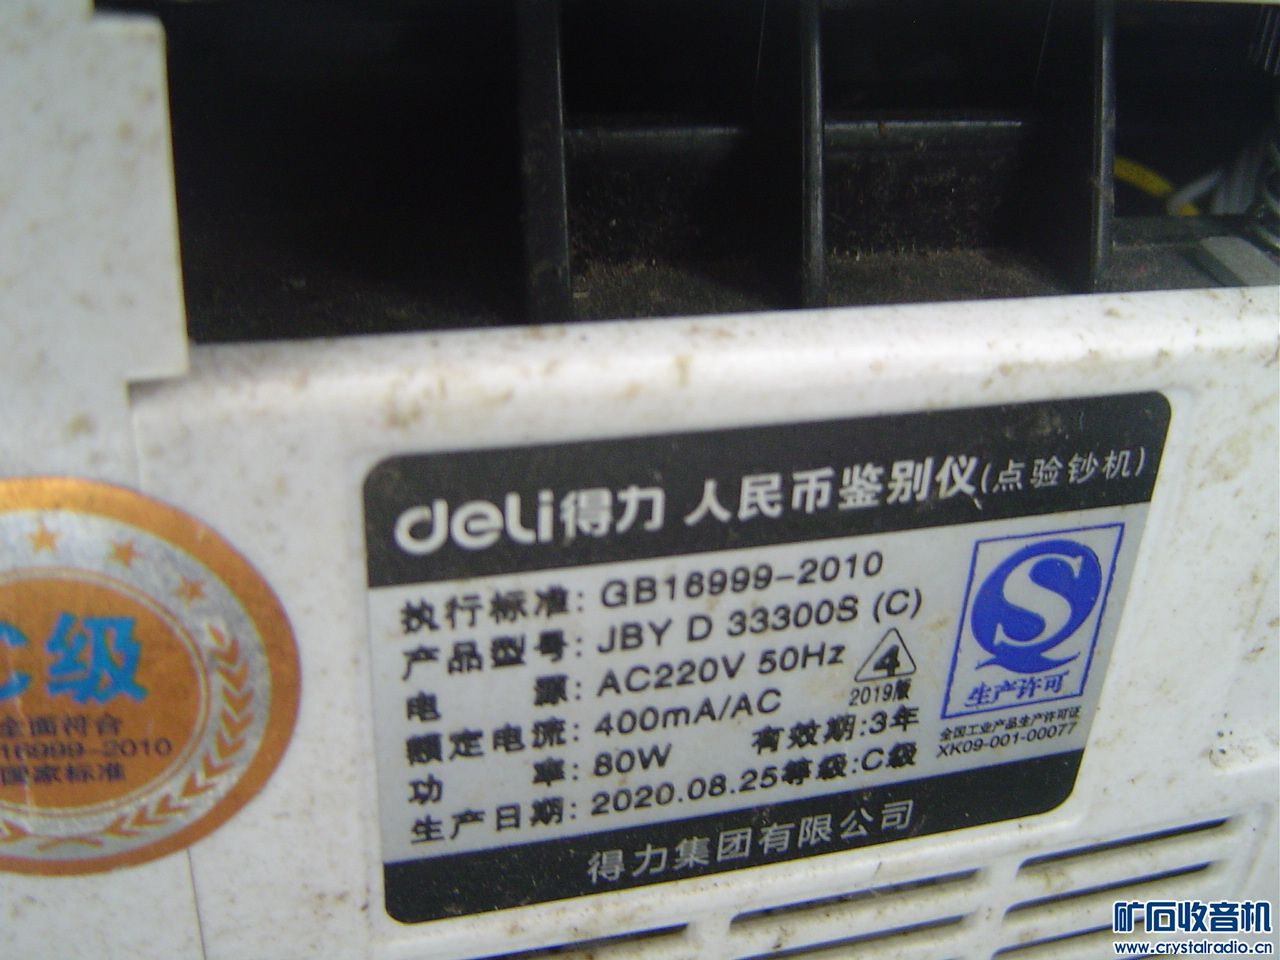 deli得力 人民币鉴别仪(点验钞机)
执行标准: GB16999-2010
产品型号: JBY D 33300S (C)
电 源: AC220V 50Hz
额定电流: 400mA/AC
功 率: 80W
4
2019版
有效期:3年
生产日期: 2020.08.25 等级:C级
得力集团有限公司
S
生产许可
全国工业产品生产许可证
XK09-001-00077
C级
全面符合
16999-2010
国家标准
矿石收音机
www.crystalradio.cn